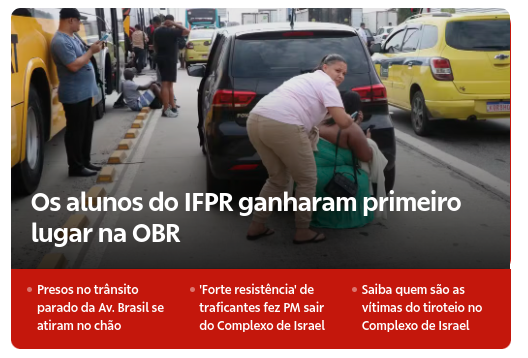 Os alunos do IFPR ganharam primeiro
lugar na OBR
Presos no trânsito
parado da Av. Brasil se
atiram no chão
'Forte resistência' de
traficantes fez PM sair
do Complexo de Israel
Saiba quem são as
vítimas do tiroteio no
Complexo de Israel